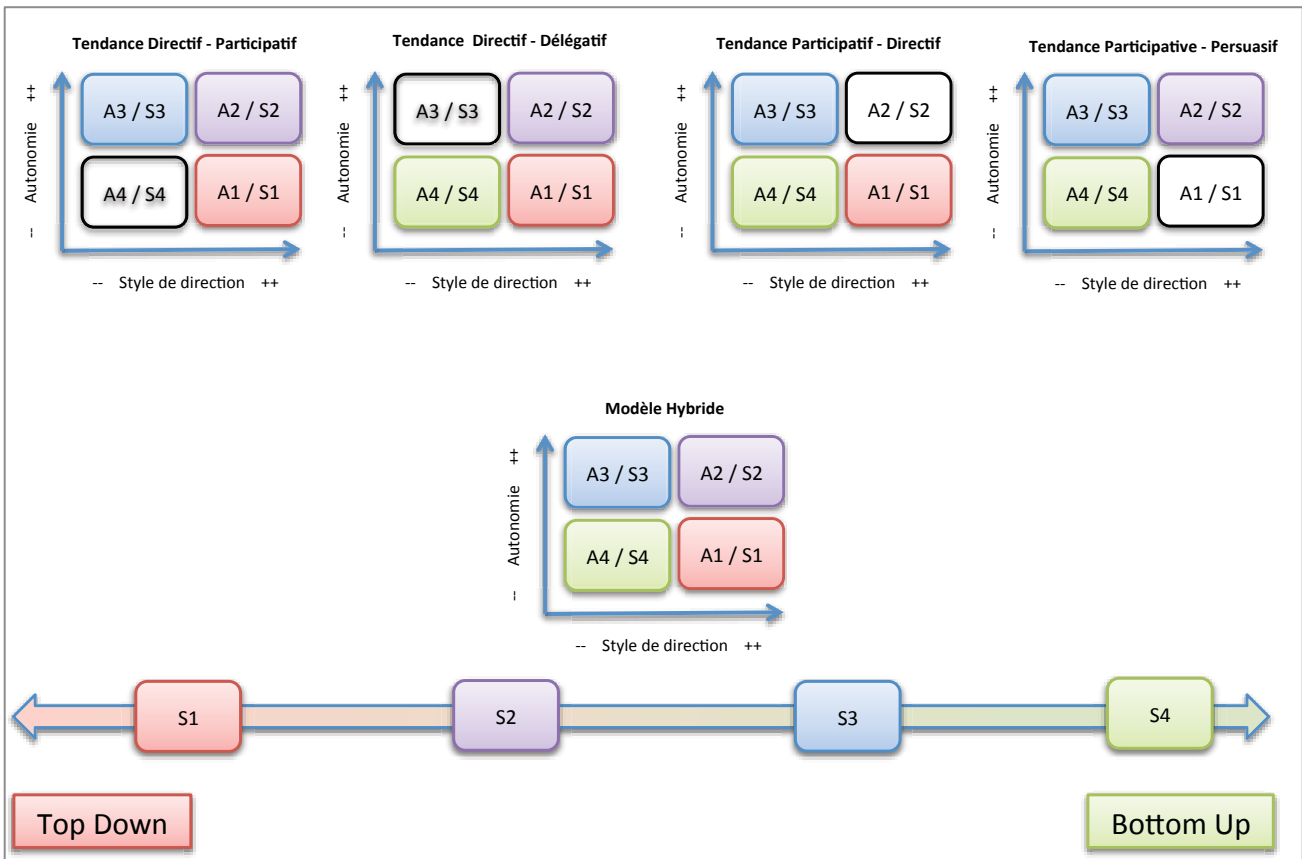 Tendance Directif - Participatif
++
Autonomie
--
A3 / S3
A2 / S2
A4 / S4
A1 / S1
-- Style de direction ++
Tendance Directif - Délégatif
++
Autonomie
--
A3 / S3
A2 / S2
A4 / S4
A1 / S1
-- Style de direction ++
Tendance Participatif - Directif
++
Autonomie
--
A3 / S3
A2 / S2
A4 / S4
A1 / S1
-- Style de direction ++
Tendance Participative - Persuasif
++
Autonomie
--
A3 / S3
A2 / S2
A4 / S4
A1 / S1
-- Style de direction ++
Modèle Hybride
++
Autonomie
--
A3 / S3
A2 / S2
A4 / S4
A1 / S1
-- Style de direction ++
S1
S2
S3
S4
Top Down
Bottom Up